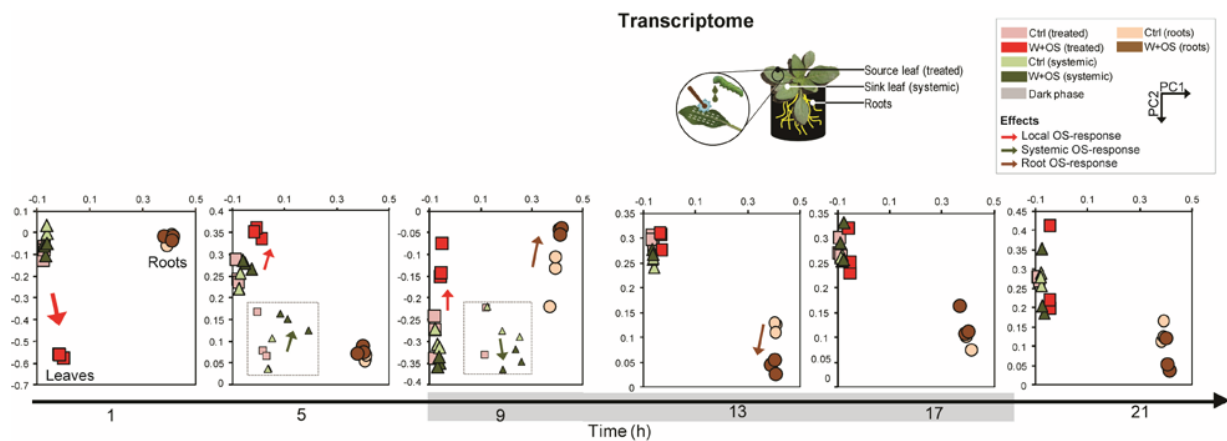 Transcriptome
Source leaf (treated)
Sink leaf (systemic)
Roots
Ctrl (treated)
Ctrl (roots)
W+OS (treated)
W+OS (roots)
Ctrl (systemic)
W+OS (systemic)
Dark phase
PC1
PC2
Effects
Local OS-response
Systemic OS-response
Root OS-response
-0.1 0.1 0.3 0.5
0.1
0
-0.1
-0.2
-0.3
-0.4
-0.5
-0.6
-0.7
Roots
Leaves
-0.1 0.1 0.3 0.5
0.4
0.35
0.3
0.25
0.2
0.15
0.1
0.05
0
-0.1 0.1 0.3 0.5
0
-0.05
-0.1
-0.15
-0.2
-0.25
-0.3
-0.35
-0.4
-0.1 0.1 0.3 0.5
0.35
0.3
0.25
0.2
0.15
0.1
0.05
0
-0.1 0.1 0.3 0.5
0.35
0.3
0.25
0.2
0.15
0.1
0.05
0
-0.1 0.1 0.3 0.5
0.45
0.4
0.35
0.3
0.25
0.2
0.15
0.1
0.05
0
1 5 9 13 17 21
Time (h)